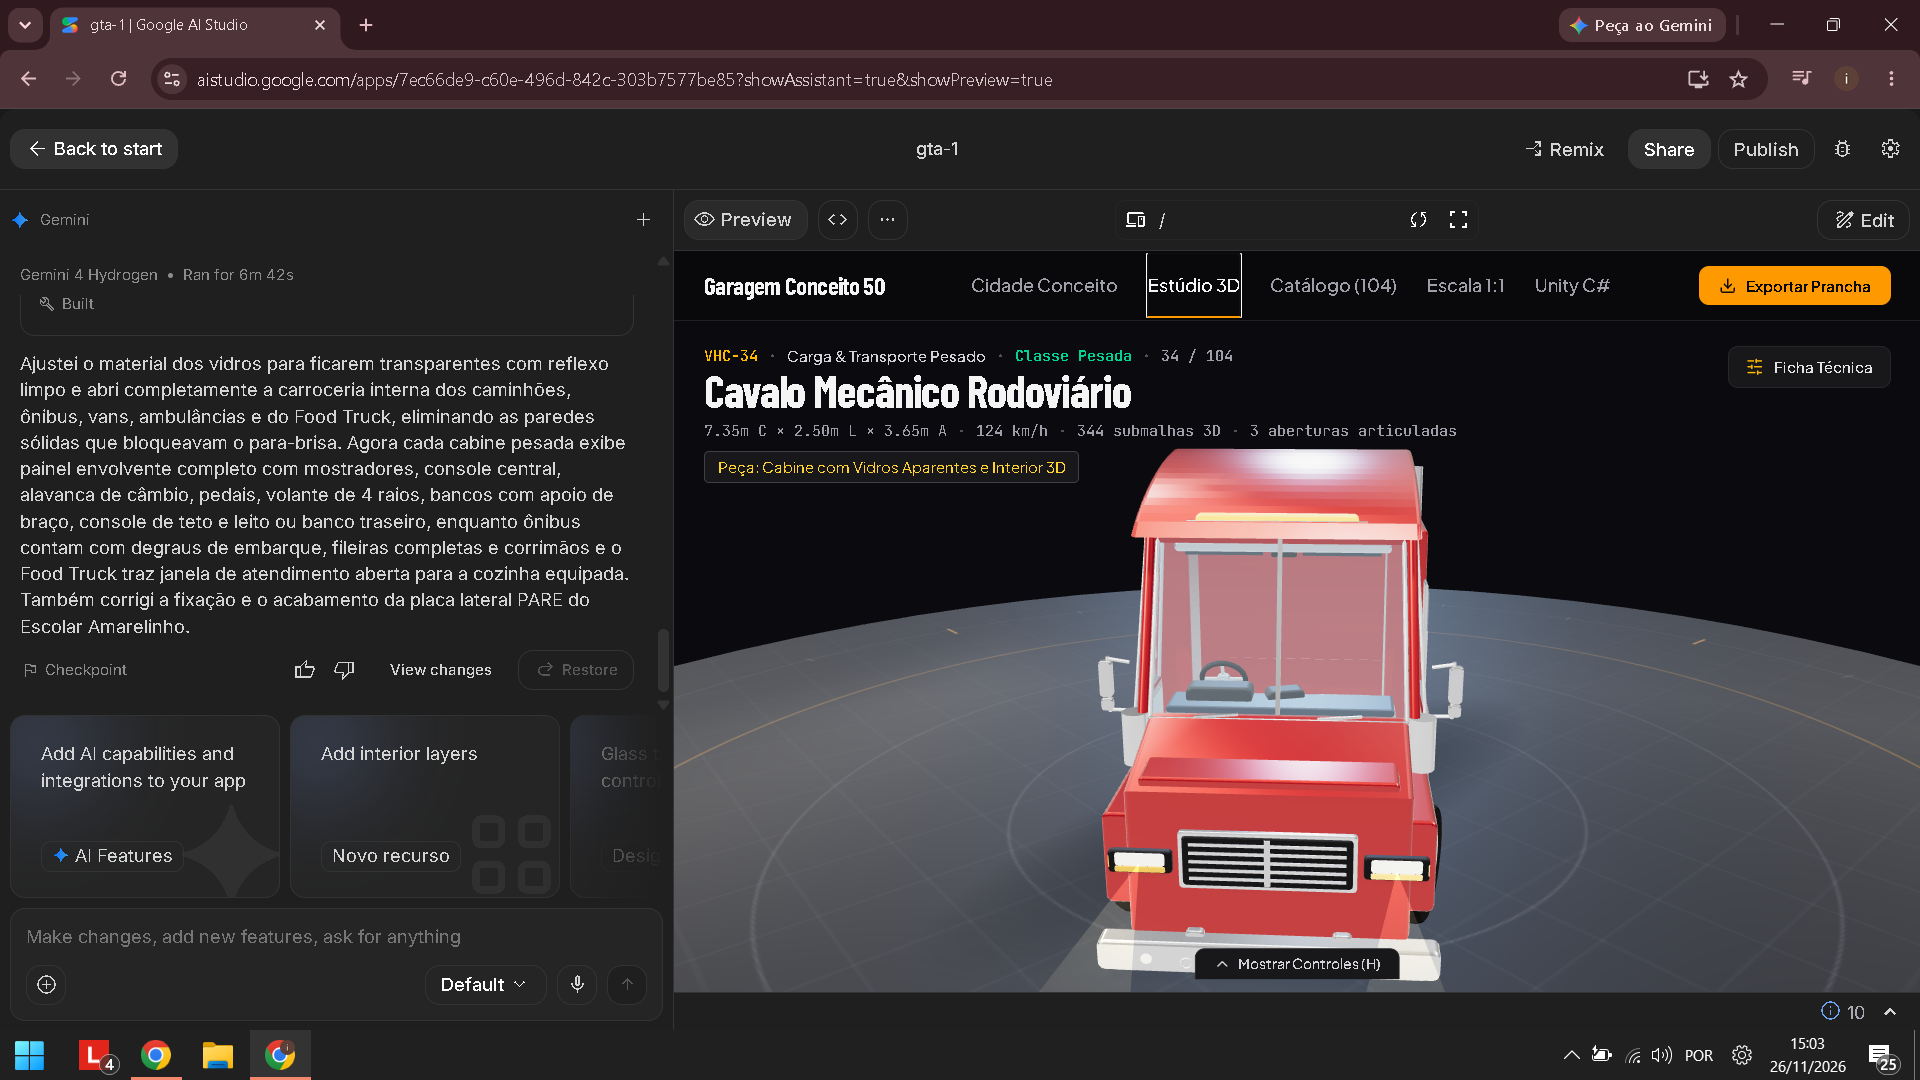 gta-1 | Google AI Studio
Peça ao Gemini
aistudio.google.com/apps/7ec66de9-c60e-496d-842c-303b7577be85?showAssistant=true&showPreview=true
i
Back to start
gta-1
Remix
Share
Publish
Gemini
Preview
/
Edit
Gemini 4 Hydrogen • Ran for 6m 42s
Built
Ajustei o material dos vidros para ficarem transparentes com reflexo
limpo e abri completamente a carroceria interna dos caminhões,
ônibus, vans, ambulâncias e do Food Truck, eliminando as paredes
sólidas que bloqueavam o para-brisa. Agora cada cabine pesada exibe
painel envolvente completo com mostradores, console central,
alavanca de câmbio, pedais, volante de 4 raios, bancos com apoio de
braço, console de teto e leito ou banco traseiro, enquanto ônibus
contam com degraus de embarque, fileiras completas e corrimãos e o
Food Truck traz janela de atendimento aberta para a cozinha equipada.
Também corrigi a fixação e o acabamento da placa lateral PARE do
Escolar Amarelinho.
Checkpoint
View changes
Restore
Add AI capabilities and
integrations to your app
AI Features
Add interior layers
Novo recurso
Glass t
contro
Desig
Make changes, add new features, ask for anything
Default
Garagem Conceito 50
Cidade Conceito
Estúdio 3D
Catálogo (104)
Escala 1:1
Unity C#
Exportar Prancha
VHC-34 · Carga & Transporte Pesado · Classe Pesada · 34 / 104
Cavalo Mecânico Rodoviário
7.35m C × 2.50m L × 3.65m A · 124 km/h · 344 submalhas 3D · 3 aberturas articuladas
Peça: Cabine com Vidros Aparentes e Interior 3D
Ficha Técnica
Mostrar Controles (H)
10
L
4
i
POR
15:03
26/11/2026
25